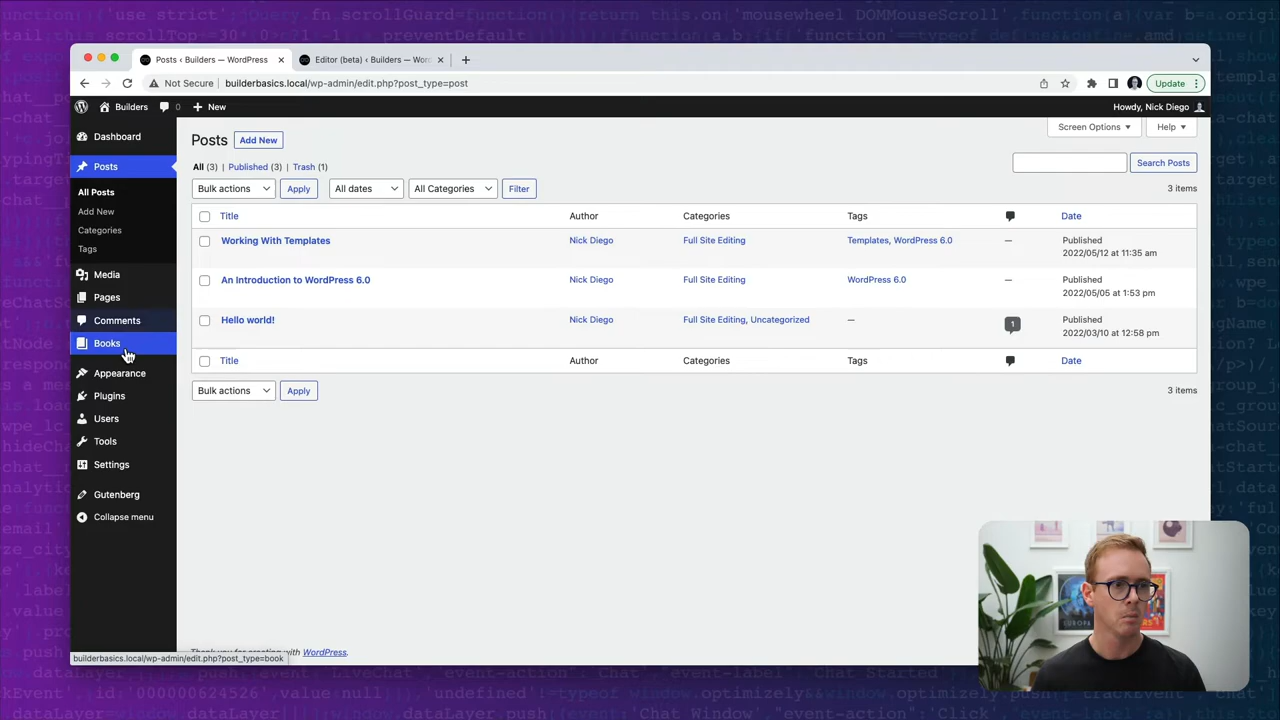 Posts ‹ Builders — WordPress
Editor (beta) ‹ Builders — Wor
Not Secure
builderbasics.local/wp-admin/edit.php?post_type=post
Update
Builders
0
New
Howdy, Nick Diego
Dashboard
Posts
All Posts
Add New
Categories
Tags
Media
Pages
Comments
Books
Appearance
Plugins
Users
Tools
Settings
Gutenberg
Collapse menu
Posts
Add New
Screen Options
Help
All (3) | Published (3) | Trash (1)
Search Posts
Bulk actions
Apply
All dates
All Categories
Filter
3 items
Title
Author
Categories
Tags
Date
Working With Templates
Nick Diego
Full Site Editing
Templates, WordPress 6.0
—
Published
2022/05/12 at 11:35 am
An Introduction to WordPress 6.0
Nick Diego
Full Site Editing
WordPress 6.0
—
Published
2022/05/05 at 1:53 pm
Hello world!
Nick Diego
Full Site Editing, Uncategorized
—
1
Published
2022/03/10 at 12:58 pm
Title
Author
Categories
Tags
Date
Bulk actions
Apply
3 items
Thank you for creating with WordPress.
builderbasics.local/wp-admin/edit.php?post_type=book
EUROPA